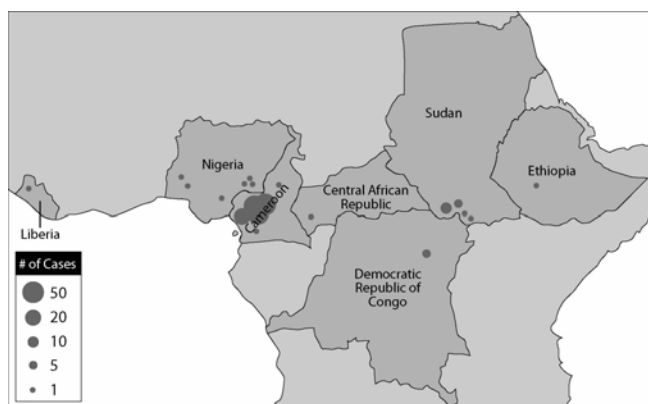 Sudan
Nigeria
Ethiopia
Central African
Republic
Cameroon
Liberia
Democratic
Republic of
Congo
# of Cases
50
20
10
5
1